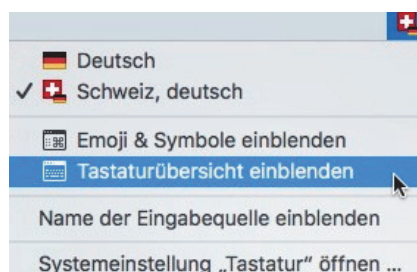 Deutsch
✓ Schweiz, deutsch
Emoji & Symbole einblenden
Tastaturübersicht einblenden
Name der Eingabequelle einblenden
Systemeinstellung „Tastatur“ öffnen ...